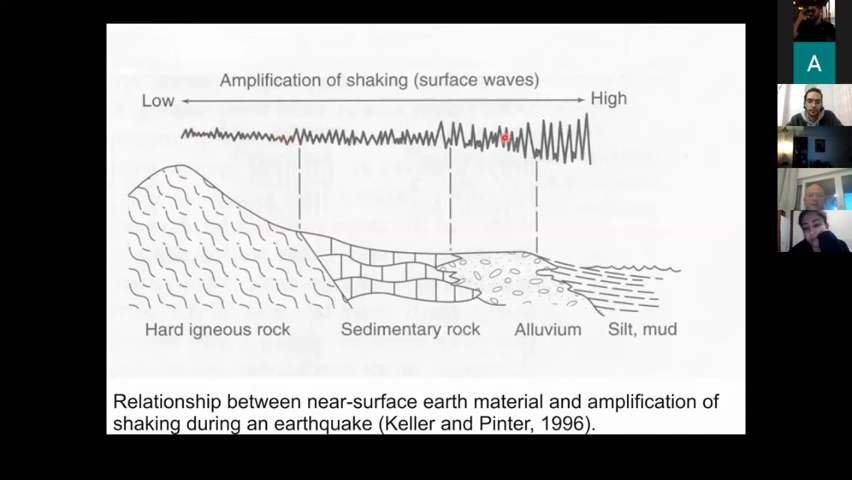 Amplification of shaking (surface waves)
Low
High
A
Hard igneous rock
Sedimentary rock
Alluvium
Silt, mud
Relationship between near-surface earth material and amplification of
shaking during an earthquake (Keller and Pinter, 1996).